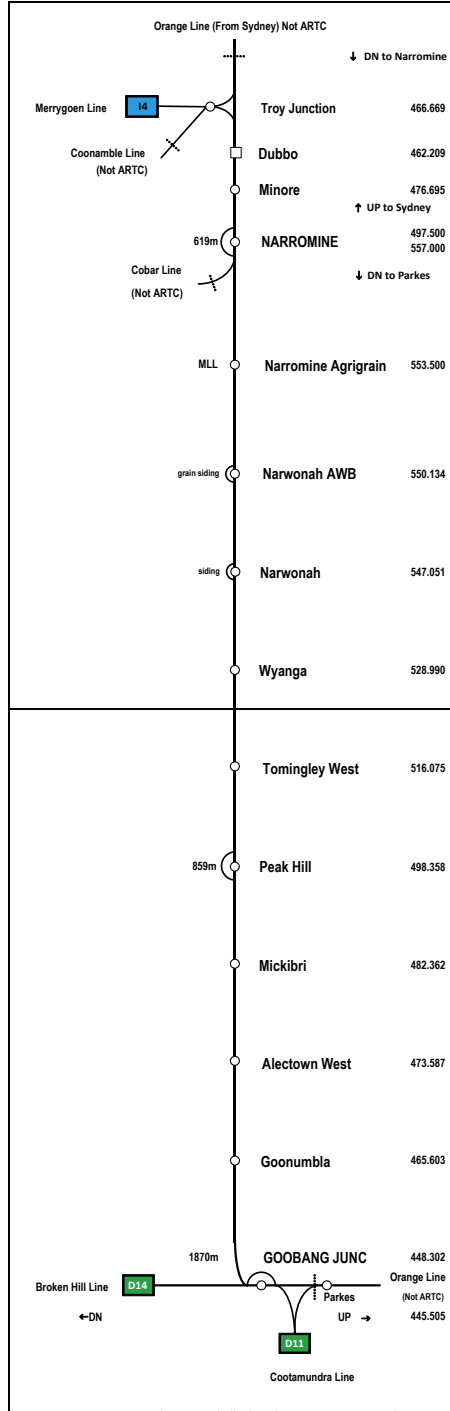 Orange Line (From Sydney) Not ARTC
↓ DN to Narromine
Merrygoen Line I4 Troy Junction 466.669
Coonamble Line
(Not ARTC)
Dubbo 462.209
Minore 476.695
↑ UP to Sydney
619m NARROMINE 497.500
557.000
Cobar Line
(Not ARTC)
↓ DN to Parkes
MLL Narromine Agrigrain 553.500
grain siding Narwonah AWB 550.134
siding Narwonah 547.051
Wyanga 528.990
Tomingley West 516.075
859m Peak Hill 498.358
Mickibri 482.362
Alectown West 473.587
Goonumbla 465.603
1870m GOOBANG JUNC 448.302
Broken Hill Line D14 Orange Line
Parkes (Not ARTC)
←DN UP → 445.505
D11
Cootamundra Line